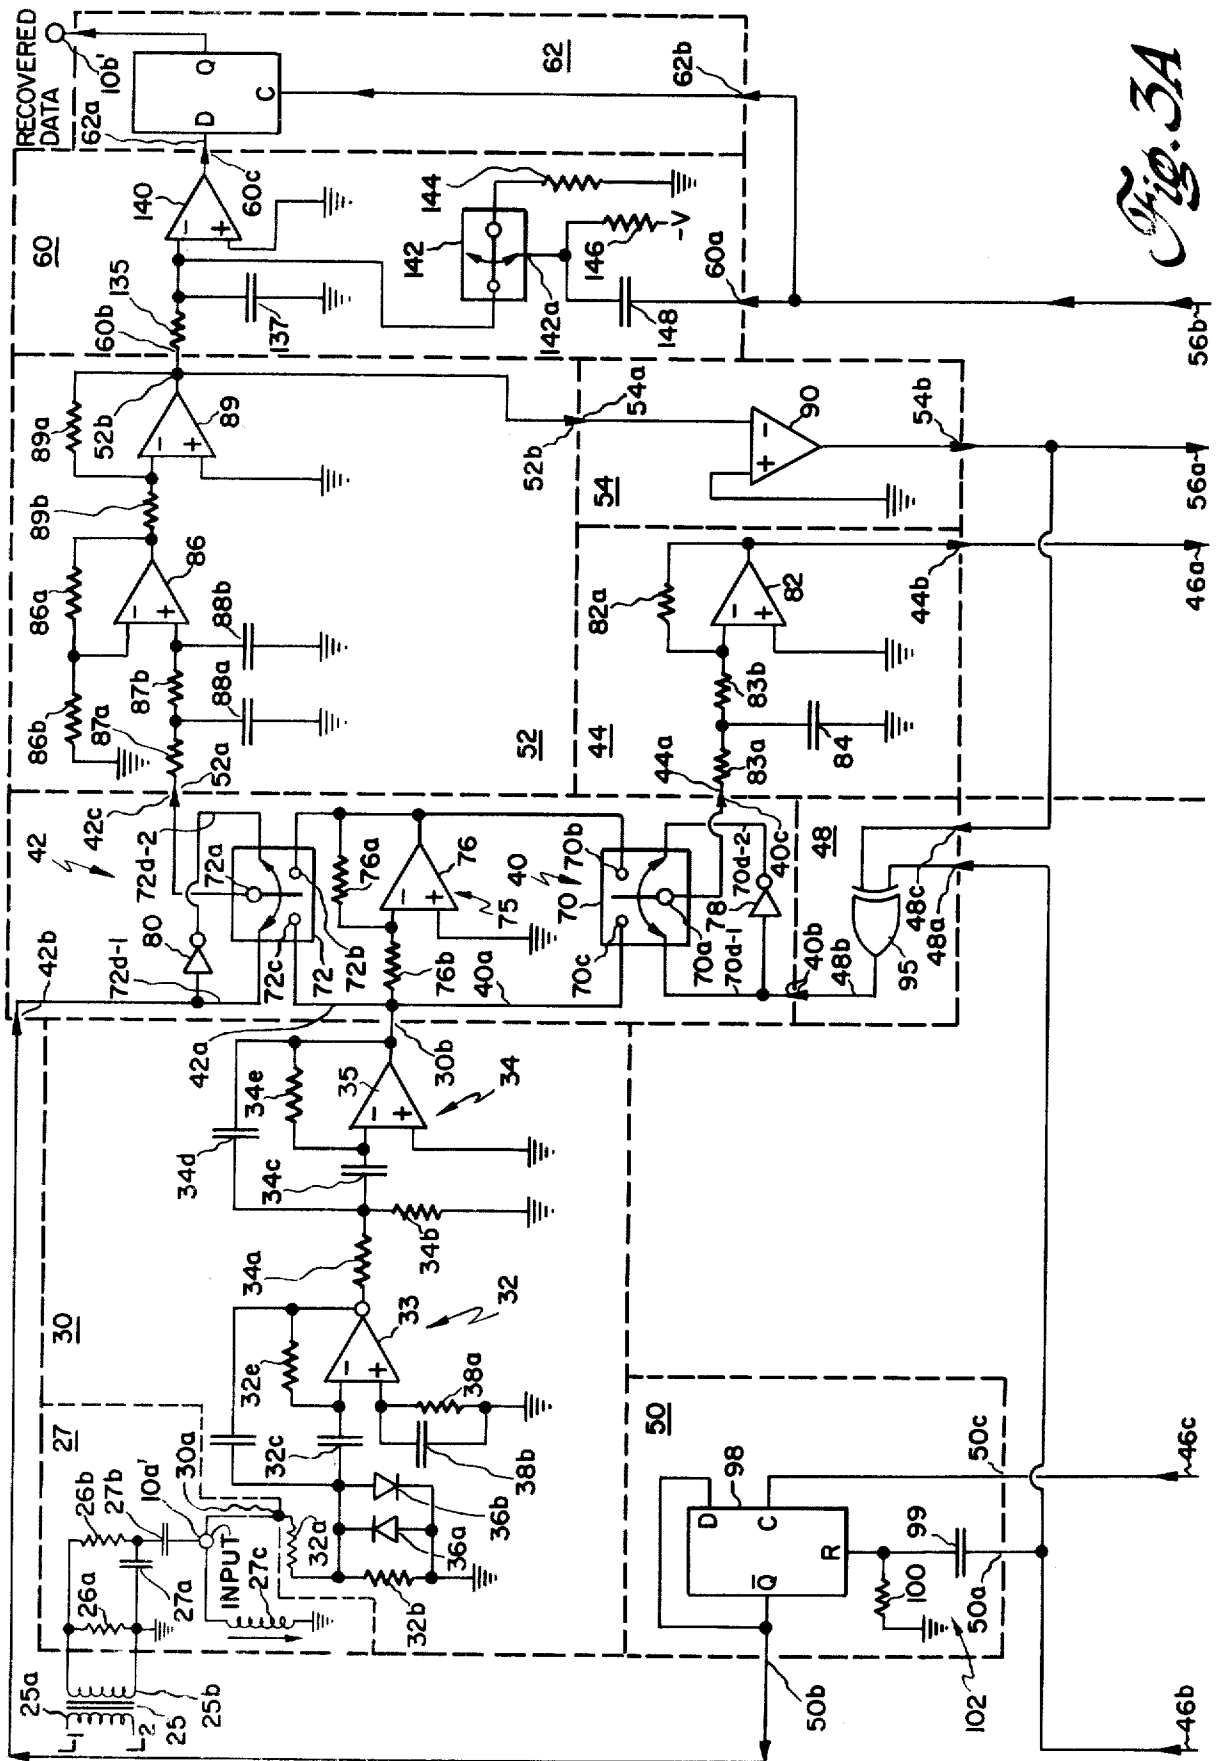 RECOVERED
DATA
10b'
62a
D
Q
C
62
62b
60
140
−
+
60c
142
144
142a
146
-V
148
60a
56b
60b
135
137
89a
52b
89
−
+
89b
86a
86
−
+
86b
87a
87b
88a
88b
52a
52
52b
54a
54
+
−
90
54b
56a
44
82a
82
−
+
83b
83a
84
44a
44b
46a
42
42c
42b
72d-2
72a
80
72d-1
72c
72
72b
76a
76
−
+
75
76b
40a
42a
40
70
70b
70c
70a
70d-2
78
40c
70d-1
40b
48
48c
48a
48b
95
30b
34d
34e
35
−
+
34
34c
34a
34b
30
32e
33
−
+
32
38a
38b
32c
36b
36a
32a
32b
30a
27
26b
27b
10a'
INPUT
27c
26a
27a
25a
L1
L2
25
25b
50
98
D
C
Q̅
R
99
100
50a
50b
50c
102
46c
46b
Fig. 3A